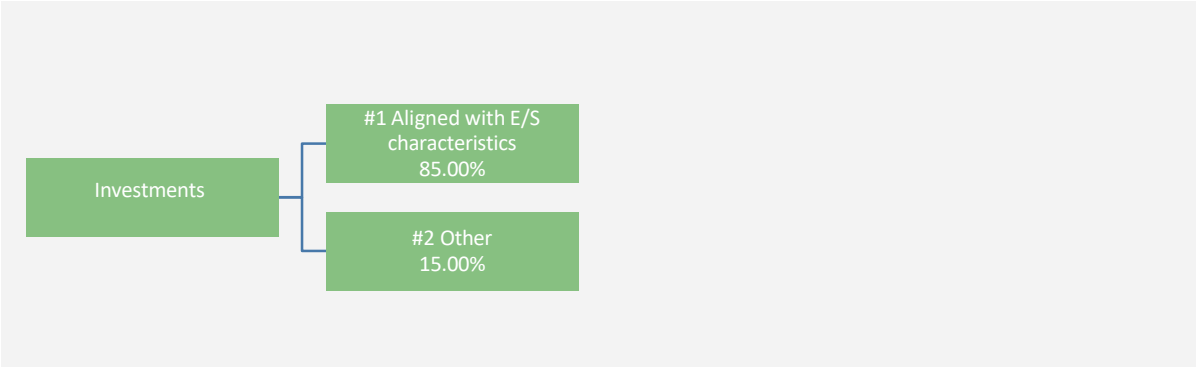 Investments
#1 Aligned with E/S
characteristics
85.00%
#2 Other
15.00%